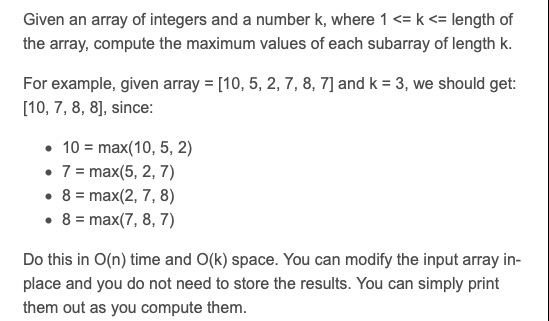 Given an array of integers and a number k, where 1 <= k <= length of
the array, compute the maximum values of each subarray of length k.
For example, given array = [10, 5, 2, 7, 8, 7] and k = 3, we should get:
[10, 7, 8, 8], since:
• 10 = max(10, 5, 2)
• 7 = max(5, 2, 7)
• 8 = max(2, 7, 8)
• 8 = max(7, 8, 7)
Do this in O(n) time and O(k) space. You can modify the input array in-
place and you do not need to store the results. You can simply print
them out as you compute them.